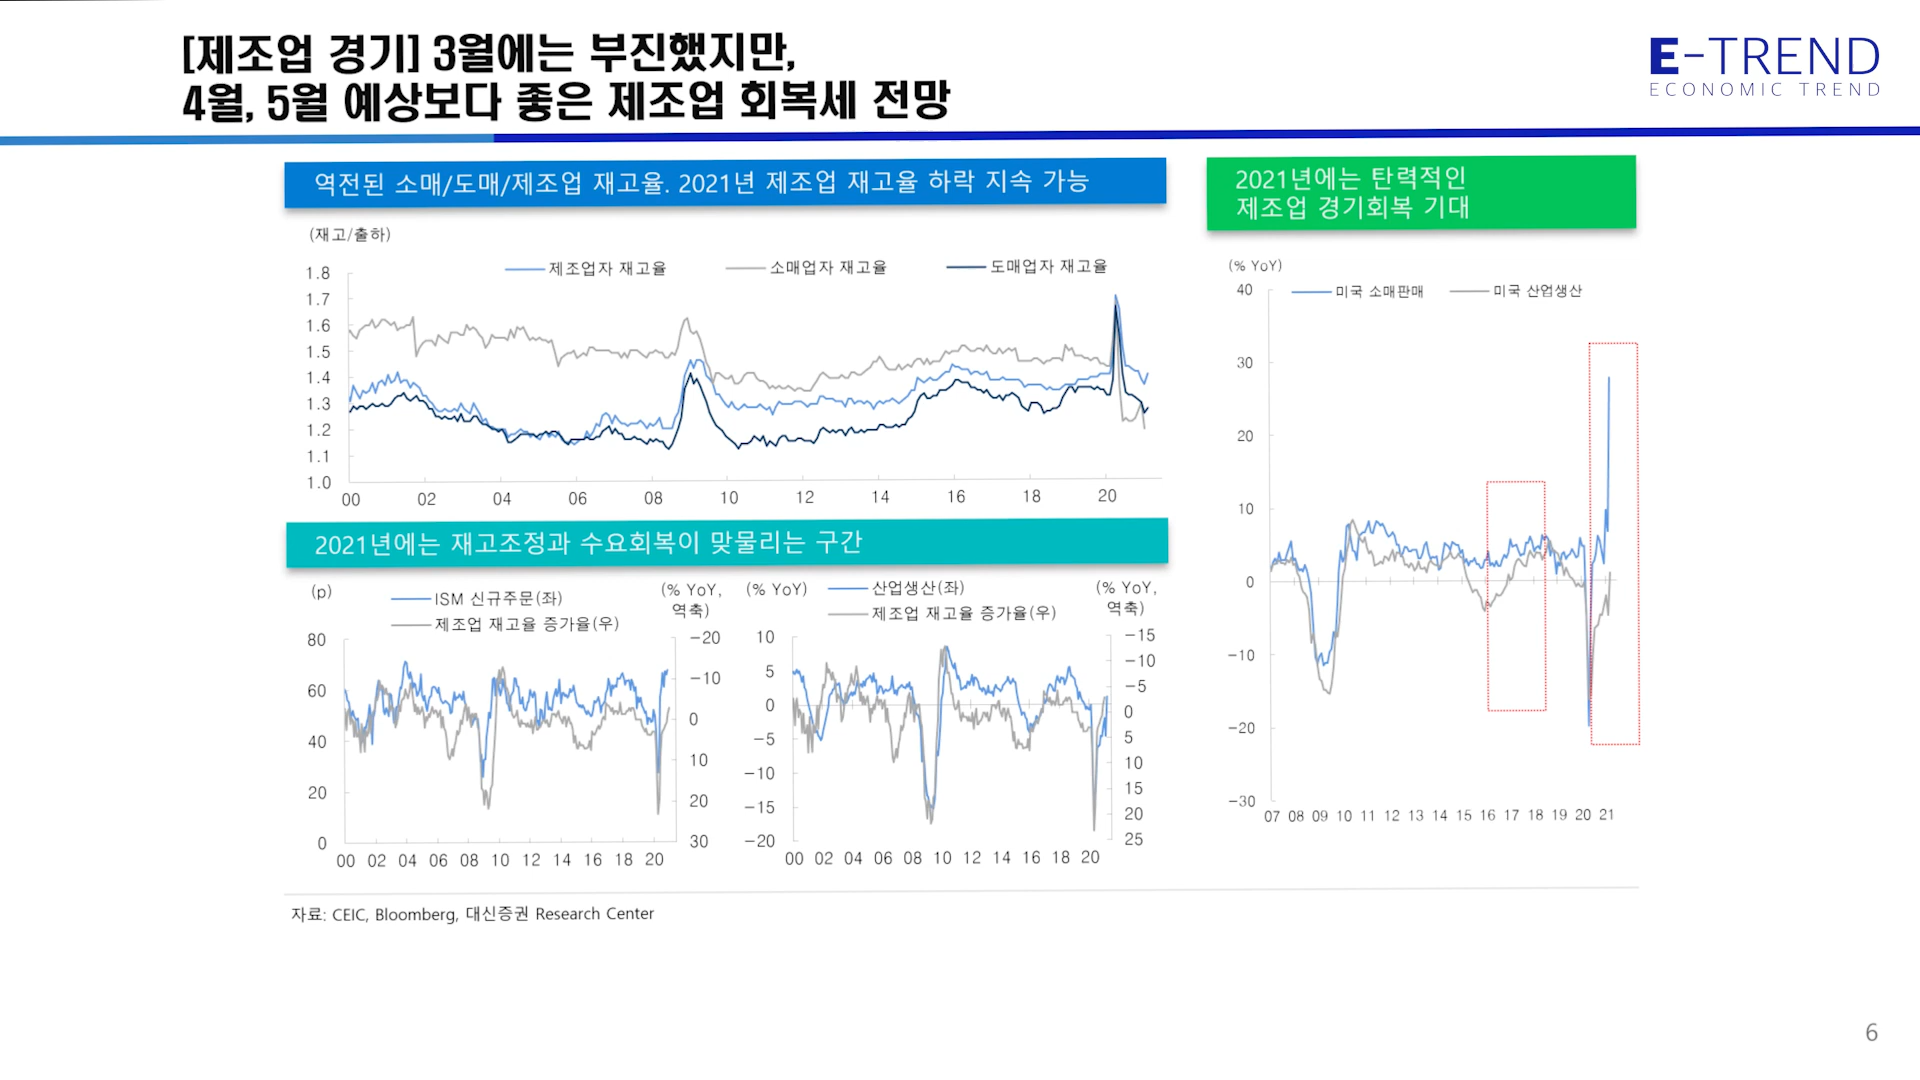 [제조업 경기] 3월에는 부진했지만,
4월, 5월 예상보다 좋은 제조업 회복세 전망
E-TREND
ECONOMIC TREND
역전된 소매/도매/제조업 재고율. 2021년 제조업 재고율 하락 지속 가능
(재고/출하)
제조업자 재고율 소매업자 재고율 도매업자 재고율
1.8
1.7
1.6
1.5
1.4
1.3
1.2
1.1
1.0
00 02 04 06 08 10 12 14 16 18 20
2021년에는 재고조정과 수요회복이 맞물리는 구간
(p)
ISM 신규주문(좌)
제조업 재고율 증가율(우)
(% YoY,
역축)
80
60
40
20
0
-20
-10
0
10
20
30
00 02 04 06 08 10 12 14 16 18 20
(% YoY)
산업생산(좌)
제조업 재고율 증가율(우)
(% YoY,
역축)
10
5
0
-5
-10
-15
-20
-15
-10
-5
0
5
10
15
20
25
00 02 04 06 08 10 12 14 16 18 20
2021년에는 탄력적인
제조업 경기회복 기대
(% YoY)
미국 소매판매 미국 산업생산
40
30
20
10
0
-10
-20
-30
07 08 09 10 11 12 13 14 15 16 17 18 19 20 21
자료: CEIC, Bloomberg, 대신증권 Research Center
6